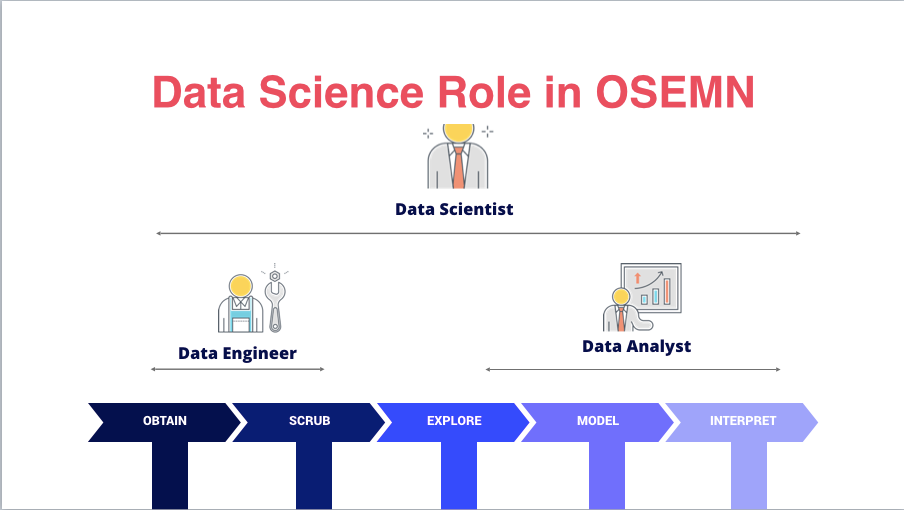 Data Science Role in OSEMN
Data Scientist
Data Engineer
Data Analyst
OBTAIN
SCRUB
EXPLORE
MODEL
INTERPRET